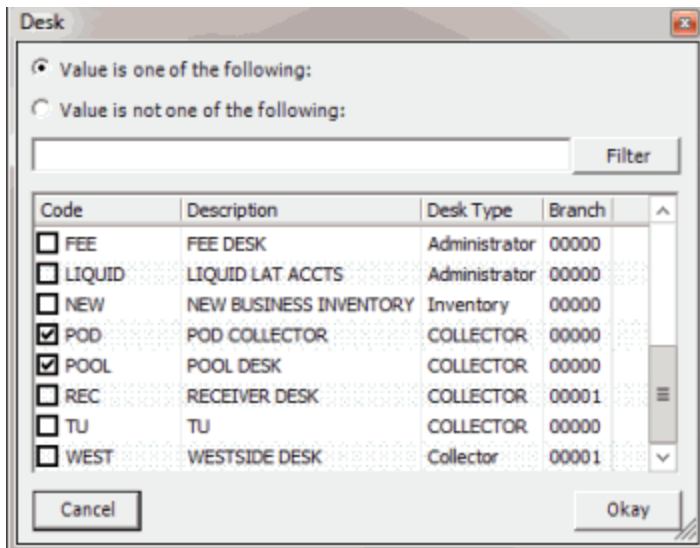 Desk
Value is one of the following:
Value is not one of the following:
Filter
Code Description Desk Type Branch
FEE FEE DESK Administrator 00000
LIQUID LIQUID LAT ACCTS Administrator 00000
NEW NEW BUSINESS INVENTORY Inventory 00000
POD POD COLLECTOR COLLECTOR 00000
POOL POOL DESK COLLECTOR 00000
REC RECEIVER DESK COLLECTOR 00001
TU TU COLLECTOR 00000
WEST WESTSIDE DESK Collector 00001
Cancel Okay